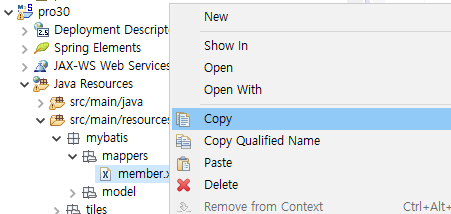 pro30
Deployment Descript
Spring Elements
JAX-WS Web Services
Java Resources
src/main/java
src/main/resources
mybatis
mappers
member.x
model
tiles
New
Show In
Open
Open With
Copy
Copy Qualified Name
Paste
Delete
Remove from Context Ctrl+Alt+